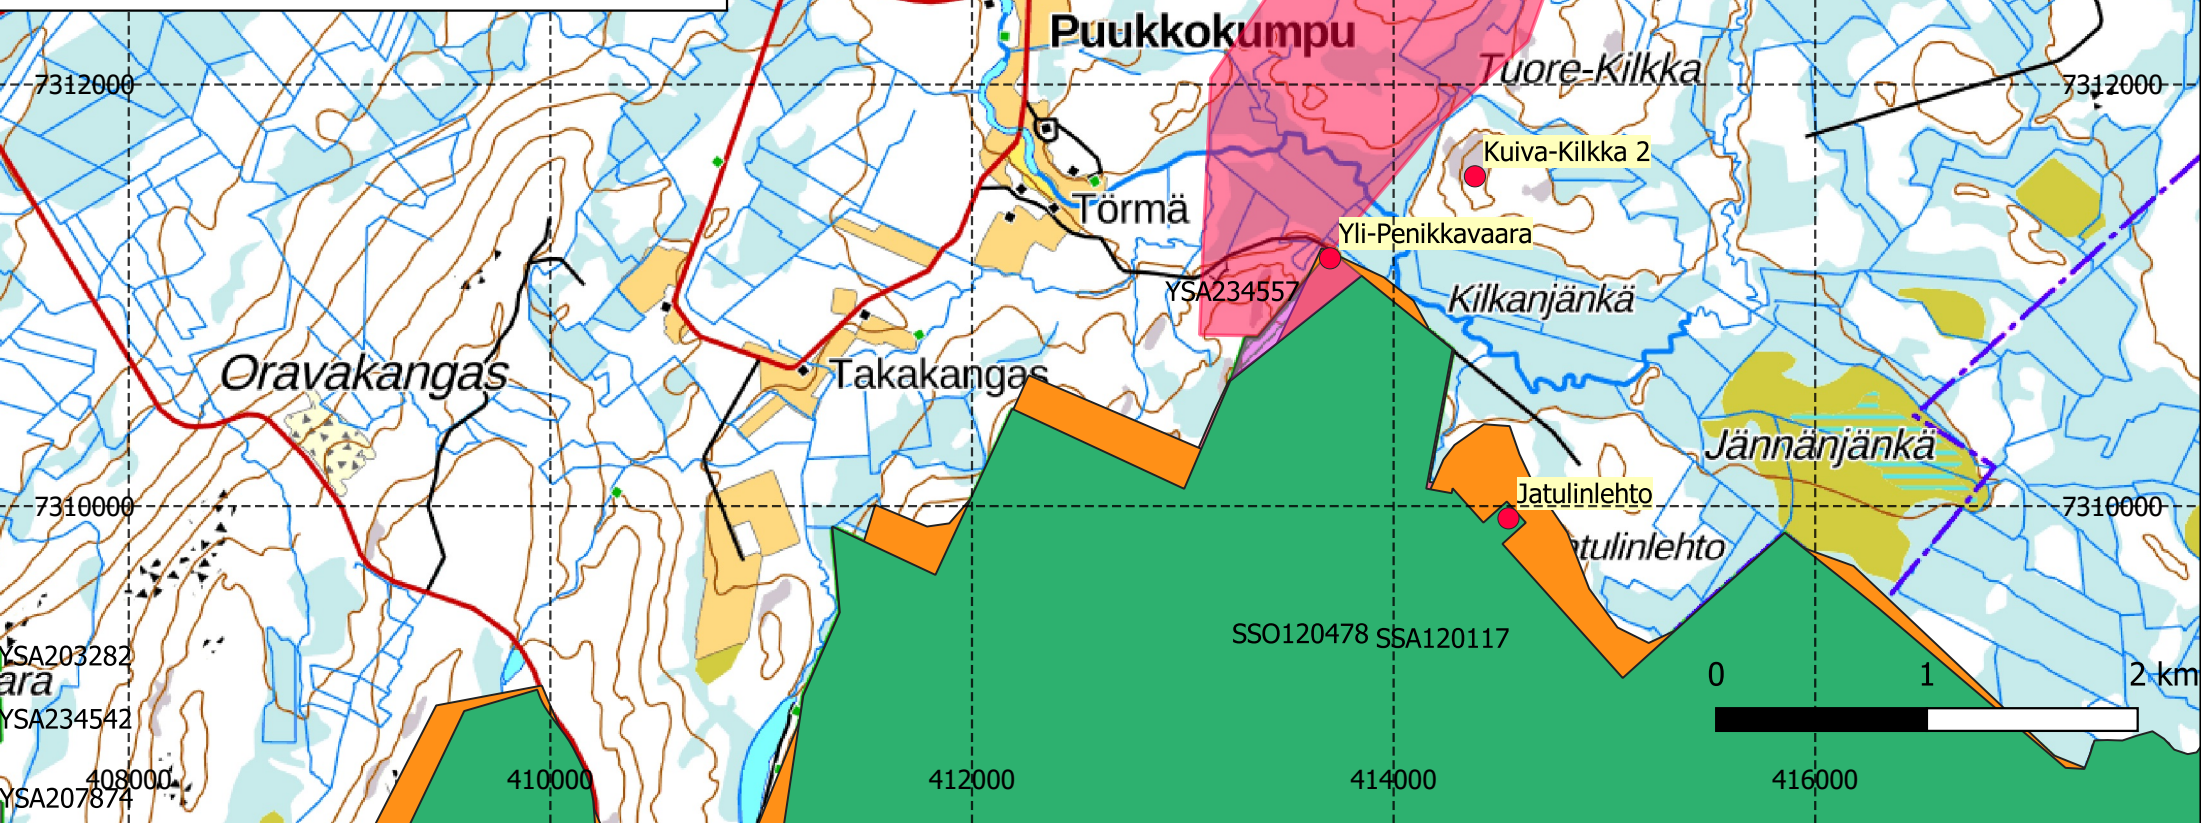 Puukkokumpu
Tuore-Kilkka
7312000
7312000
Kuiva-Kilkka 2
Törmä
Yli-Penikkavaara
YSA234557
Kilkanjänkä
Oravakangas
Takakangas
Jännänjänkä
Jatulinlehto
7310000
7310000
tulinlehto
SSO120478
SSA120117
YSA203282
ara
0 1 2 km
YSA234542
408000
410000
412000
414000
416000
YSA207874